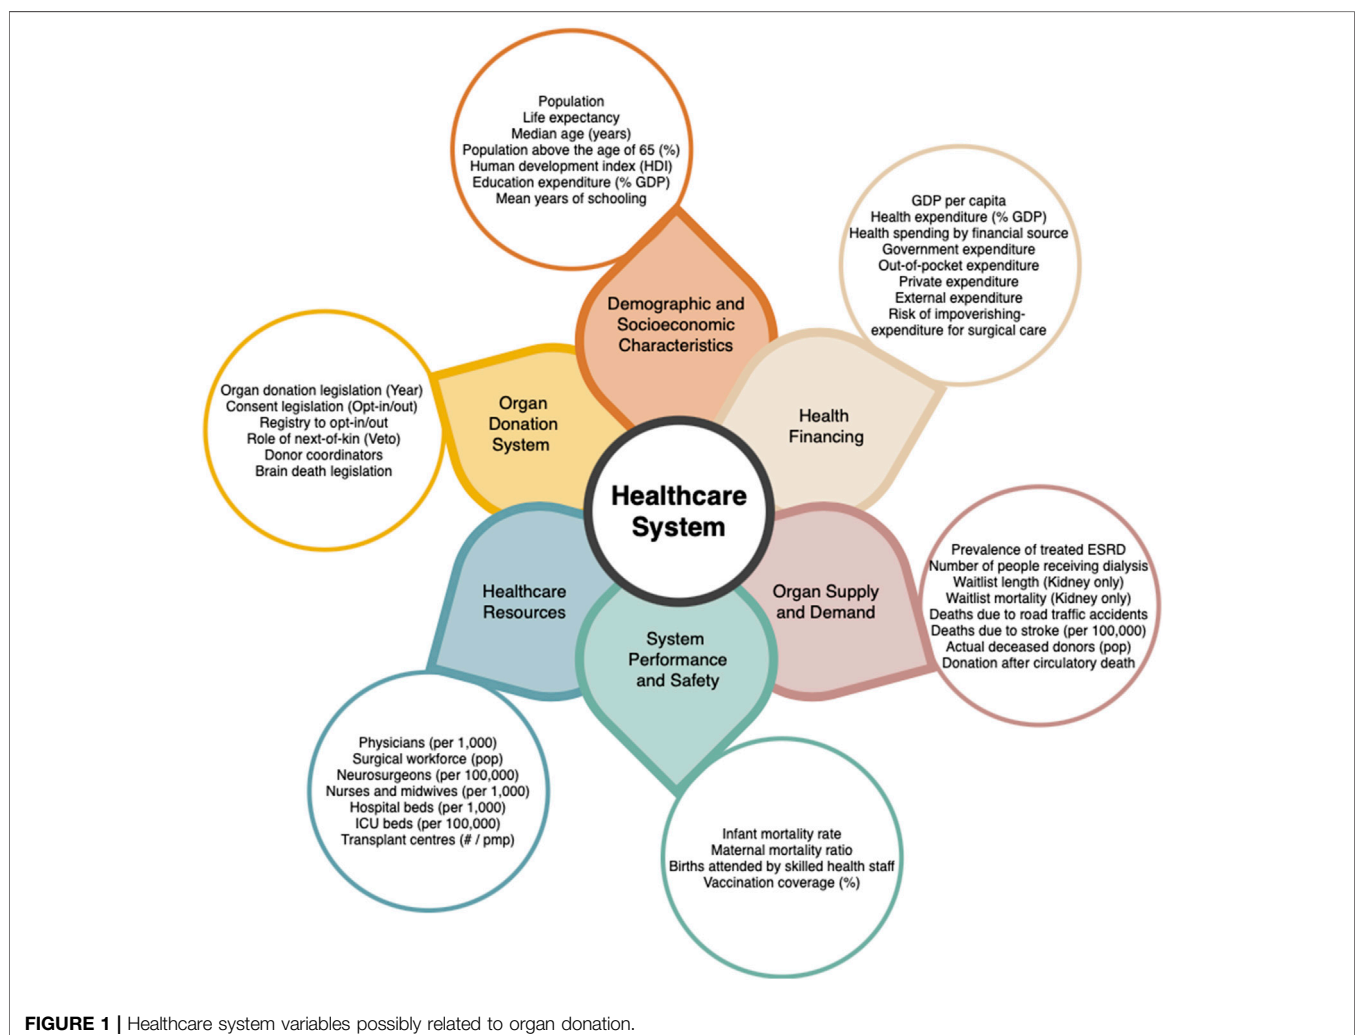 Population
Life expectancy
Median age (years)
Population above the age of 65 (%)
Human development index (HDI)
Education expenditure (% GDP)
Mean years of schooling
Demographic and
Socioeconomic
Characteristics
GDP per capita
Health expenditure (% GDP)
Health spending by financial source
Government expenditure
Out-of-pocket expenditure
Private expenditure
External expenditure
Risk of impoverishing-
expenditure for surgical care
Health
Financing
Organ donation legislation (Year)
Consent legislation (Opt-in/out)
Registry to opt-in/out
Role of next-of-kin (Veto)
Donor coordinators
Brain death legislation
Organ
Donation
System
Healthcare
System
Prevalence of treated ESRD
Number of people receiving dialysis
Waitlist length (Kidney only)
Waitlist mortality (Kidney only)
Deaths due to road traffic accidents
Deaths due to stroke (per 100,000)
Actual deceased donors (pop)
Donation after circulatory death
Organ Supply
and Demand
Healthcare
Resources
System
Performance
and Safety
Physicians (per 1,000)
Surgical workforce (pop)
Neurosurgeons (per 100,000)
Nurses and midwives (per 1,000)
Hospital beds (per 1,000)
ICU beds (per 100,000)
Transplant centres (# / pmp)
Infant mortality rate
Maternal mortality ratio
Births attended by skilled health staff
Vaccination coverage (%)
FIGURE 1 | Healthcare system variables possibly related to organ donation.